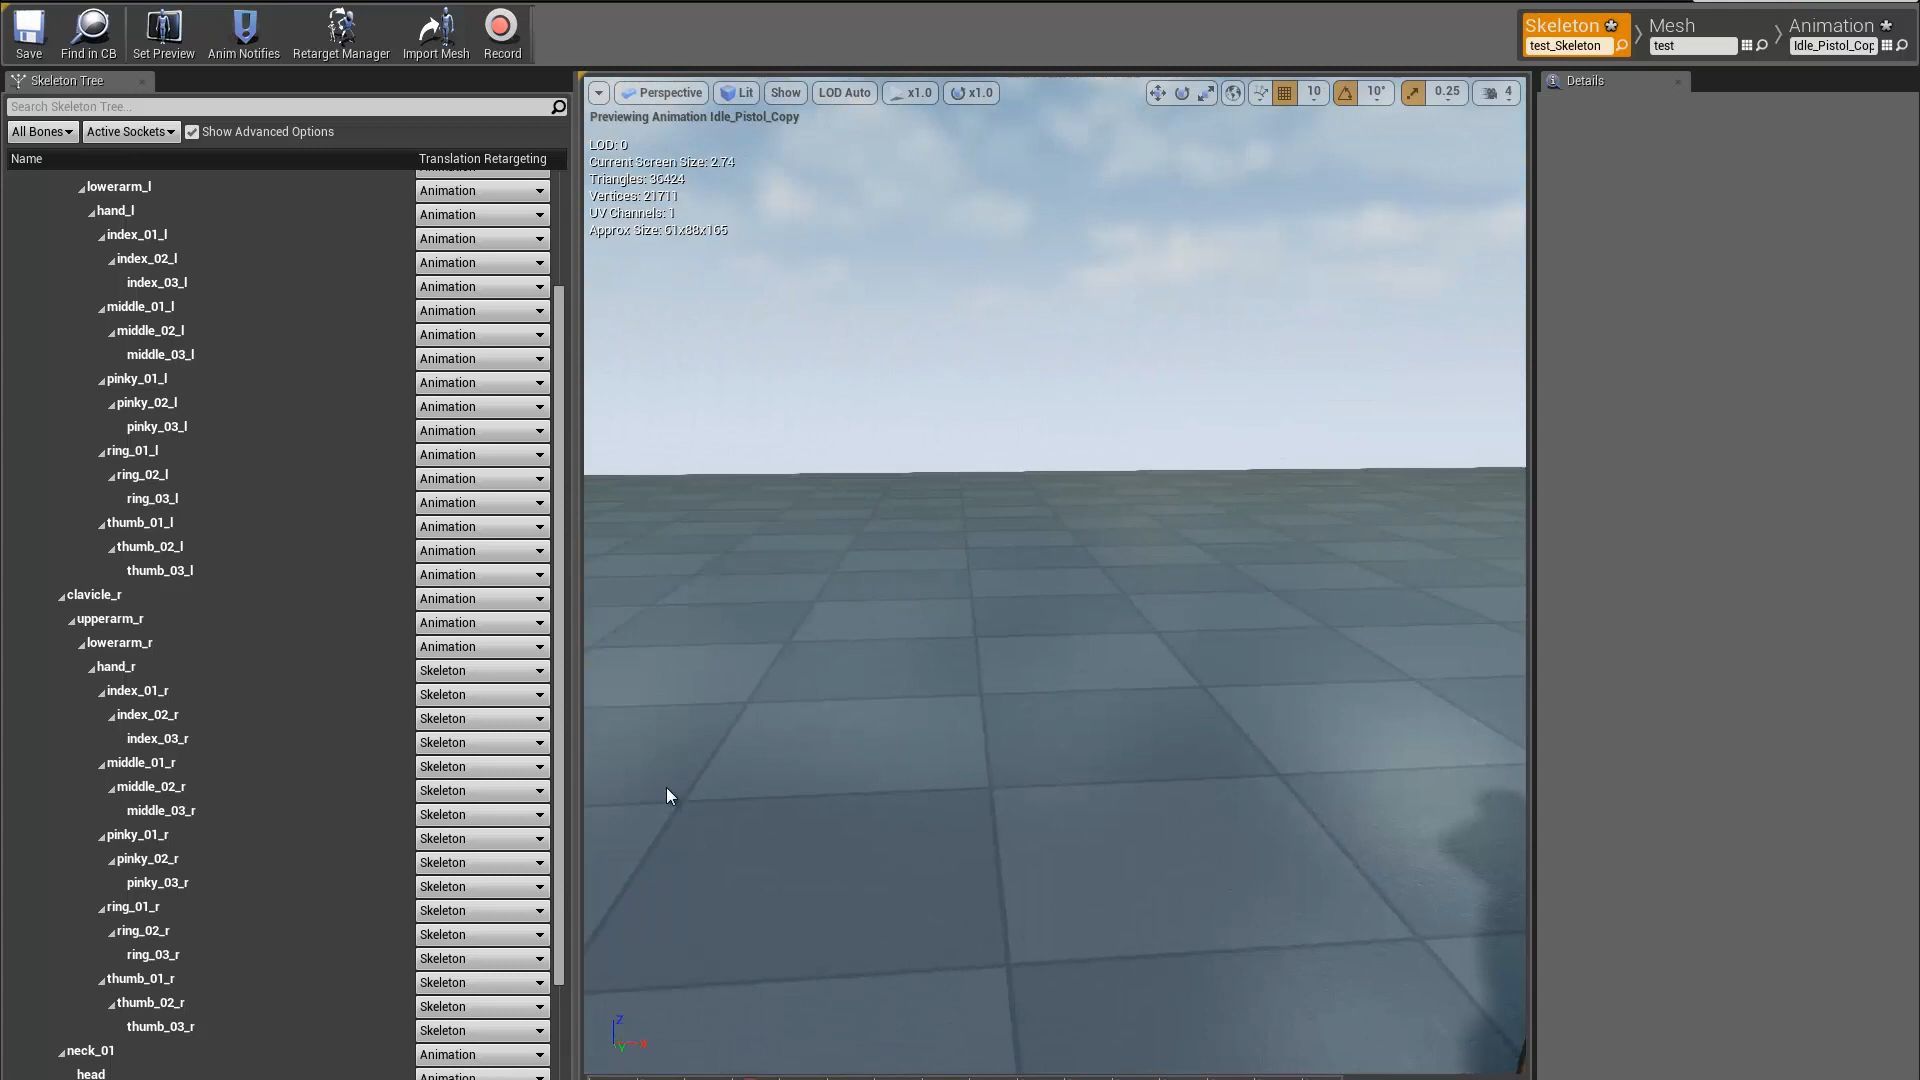 Save
Find in CB
Set Preview
Anim Notifies
Retarget Manager
Import Mesh
Record
Skeleton
test_Skeleton
Mesh
test
Animation
Idle_Pistol_Cop
Skeleton Tree
Search Skeleton Tree...
All Bones
Active Sockets
Show Advanced Options
Name
Translation Retargeting
lowerarm_l Animation
hand_l Animation
index_01_l Animation
index_02_l Animation
index_03_l Animation
middle_01_l Animation
middle_02_l Animation
middle_03_l Animation
pinky_01_l Animation
pinky_02_l Animation
pinky_03_l Animation
ring_01_l Animation
ring_02_l Animation
ring_03_l Animation
thumb_01_l Animation
thumb_02_l Animation
thumb_03_l Animation
clavicle_r Animation
upperarm_r Animation
lowerarm_r Animation
hand_r Skeleton
index_01_r Skeleton
index_02_r Skeleton
index_03_r Skeleton
middle_01_r Skeleton
middle_02_r Skeleton
middle_03_r Skeleton
pinky_01_r Skeleton
pinky_02_r Skeleton
pinky_03_r Skeleton
ring_01_r Skeleton
ring_02_r Skeleton
ring_03_r Skeleton
thumb_01_r Skeleton
thumb_02_r Skeleton
thumb_03_r Skeleton
neck_01 Animation
head Animation
Perspective
Lit
Show
LOD Auto
x1.0
x1.0
10
10°
0.25
4
Previewing Animation Idle_Pistol_Copy
LOD: 0
Current Screen Size: 2.74
Triangles: 36424
Vertices: 21711
UV Channels: 1
Approx Size: 61x88x165
Z
Y
X
Details